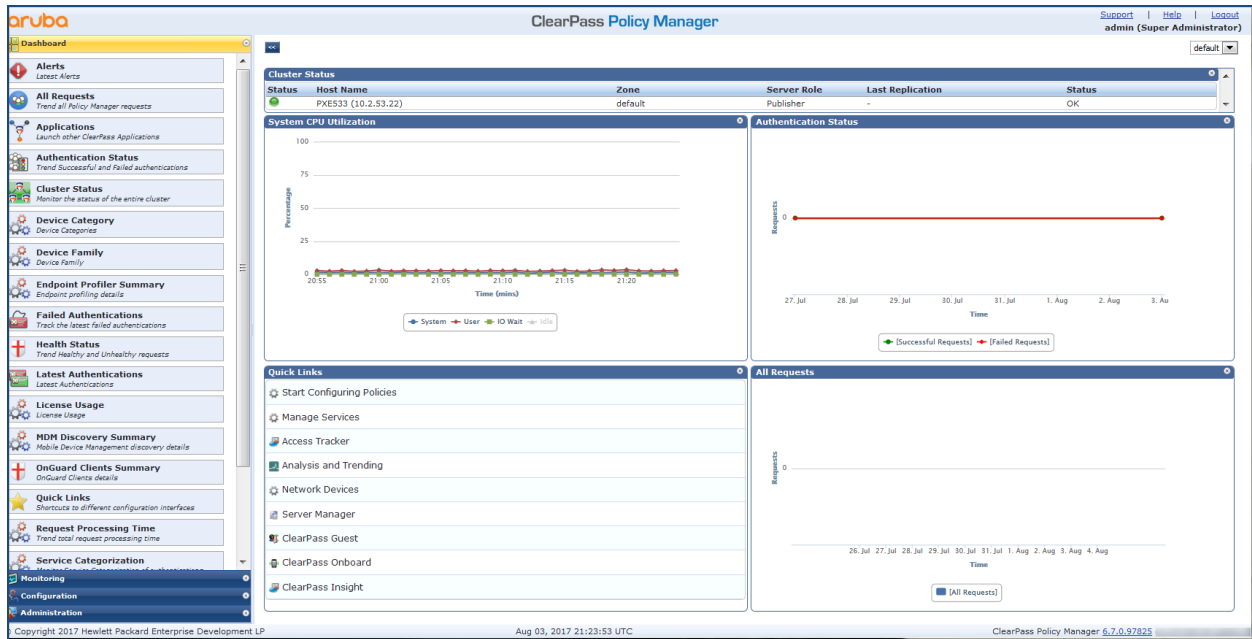 aruba
ClearPass Policy Manager
Support | Help | Logout
admin (Super Administrator)
Dashboard
default
Alerts
Latest Alerts
All Requests
Trend all Policy Manager requests
Applications
Launch other ClearPass Applications
Authentication Status
Trend Successful and Failed authentications
Cluster Status
Monitor the status of the entire cluster
Device Category
Device Categories
Device Family
Device Family
Endpoint Profiler Summary
Endpoint profiling details
Failed Authentications
Track the latest failed authentications
Health Status
Trend Healthy and Unhealthy requests
Latest Authentications
Latest Authentications
License Usage
License Usage
MDM Discovery Summary
Mobile Device Management discovery details
OnGuard Clients Summary
OnGuard Clients details
Quick Links
Shortcuts to different configuration interfaces
Request Processing Time
Trend total request processing time
Service Categorization
Monitor Service Categorization of authentications
Monitoring
Configuration
Administration
<<
Cluster Status
Status Host Name Zone Server Role Last Replication Status
PXE533 (10.2.53.22) default Publisher - OK
System CPU Utilization
100
75
50
25
0
Percentage
20:55 21:00 21:05 21:10 21:15 21:20
Time (mins)
System User IO Wait Idle
Authentication Status
Requests
0
27. Jul 28. Jul 29. Jul 30. Jul 31. Jul 1. Aug 2. Aug 3. Au
Time
[Successful Requests] [Failed Requests]
Quick Links
Start Configuring Policies
Manage Services
Access Tracker
Analysis and Trending
Network Devices
Server Manager
ClearPass Guest
ClearPass Onboard
ClearPass Insight
All Requests
Requests
0
26. Jul 27. Jul 28. Jul 29. Jul 30. Jul 31. Jul 1. Aug 2. Aug 3. Aug 4. Aug
Time
[All Requests]
Copyright 2017 Hewlett Packard Enterprise Development LP
Aug 03, 2017 21:23:53 UTC
ClearPass Policy Manager 6.7.0.97825